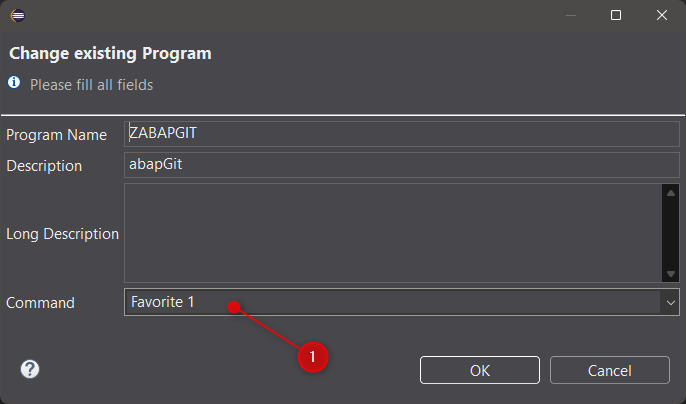 Change existing Program
Please fill all fields
Program Name ZABAPGIT
Description abapGit
Long Description
Command Favorite 1
1
OK Cancel